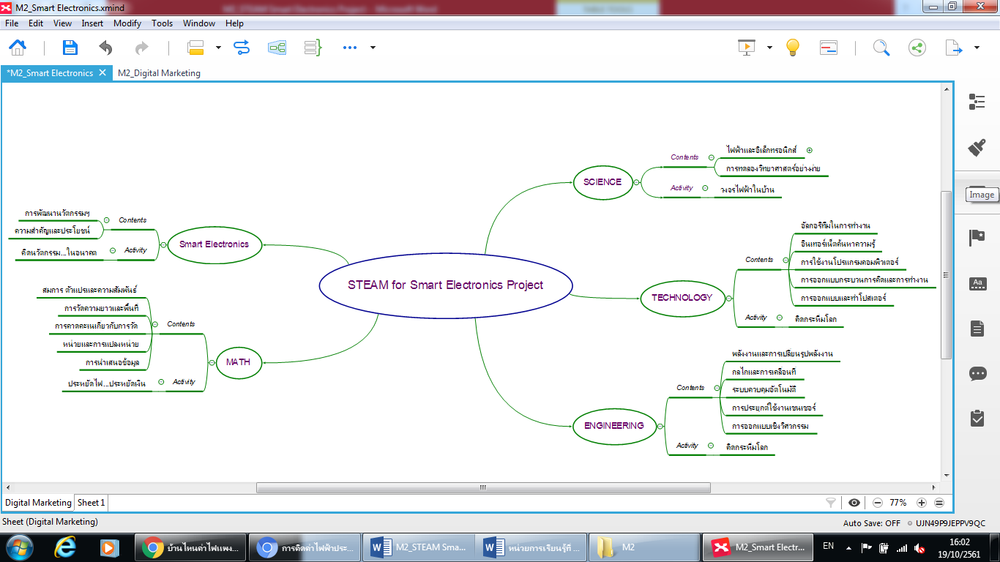 M2_Smart Electronics.xmind
M2_STEAM Smart Electronics Project - Microsoft Word
File Edit View Insert Modify Tools Window Help
*M2_Smart Electronics
M2_Digital Marketing
Image
STEAM for Smart Electronics Project
SCIENCE
Contents
ไฟฟ้าและอิเล็กทรอนิกส์
การทดลองวิทยาศาสตร์อย่างง่าย
Activity
วงจรไฟฟ้าในบ้าน
TECHNOLOGY
Contents
อัลกอริทึมในการทำงาน
อินเทอร์เน็ตค้นหาความรู้
การใช้งานโปรแกรมคอมพิวเตอร์
การออกแบบกระบวนการคิดและการทำงาน
การออกแบบและทำโปสเตอร์
Activity
คิดกระหึ่มโลก
ENGINEERING
Contents
พลังงานและการเปลี่ยนรูปพลังงาน
กลไกและการเคลื่อนที่
ระบบควบคุมอัตโนมัติ
การประยุกต์ใช้งานเซนเซอร์
การออกแบบเชิงวิศวกรรม
Activity
คิดกระหึ่มโลก
Smart Electronics
Contents
การพัฒนานวัตกรรมฯ
ความสำคัญและประโยชน์
Activity
คิดนวัตกรรม...ในอนาคต
MATH
Contents
สมการ ตัวแปรและความสัมพันธ์
การวัดความยาวและพื้นที่
การคาดคะเนเกี่ยวกับการวัด
หน่วยและการแปลงหน่วย
การนำเสนอข้อมูล
Activity
ประหยัดไฟ...ประหยัดเงิน
Digital Marketing
Sheet 1
77%
Sheet (Digital Marketing)
Auto Save: OFF
UJN49P9JEPPV9QC
บ้านไหนค่าไฟแพง...
การคิดค่าไฟฟ้าประ...
M2_STEAM Sma...
หน่วยการเรียนรู้ที่ ...
M2
M2_Smart Electr...
EN
16:02
19/10/2561